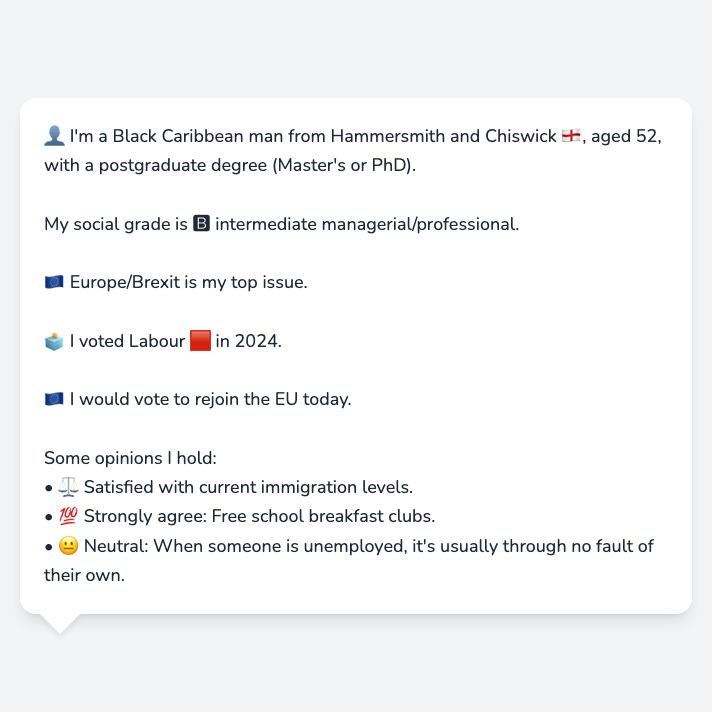 👤 I'm a Black Caribbean man from Hammersmith and Chiswick 🏴󠁧󠁢󠁥󠁮󠁧󠁿, aged 52,
with a postgraduate degree (Master's or PhD).
My social grade is 🅱 intermediate managerial/professional.
🇪🇺 Europe/Brexit is my top issue.
🗳️ I voted Labour 🟥 in 2024.
🇪🇺 I would vote to rejoin the EU today.
Some opinions I hold:
• ⚖️ Satisfied with current immigration levels.
• 💯 Strongly agree: Free school breakfast clubs.
• 😐 Neutral: When someone is unemployed, it's usually through no fault of
their own.